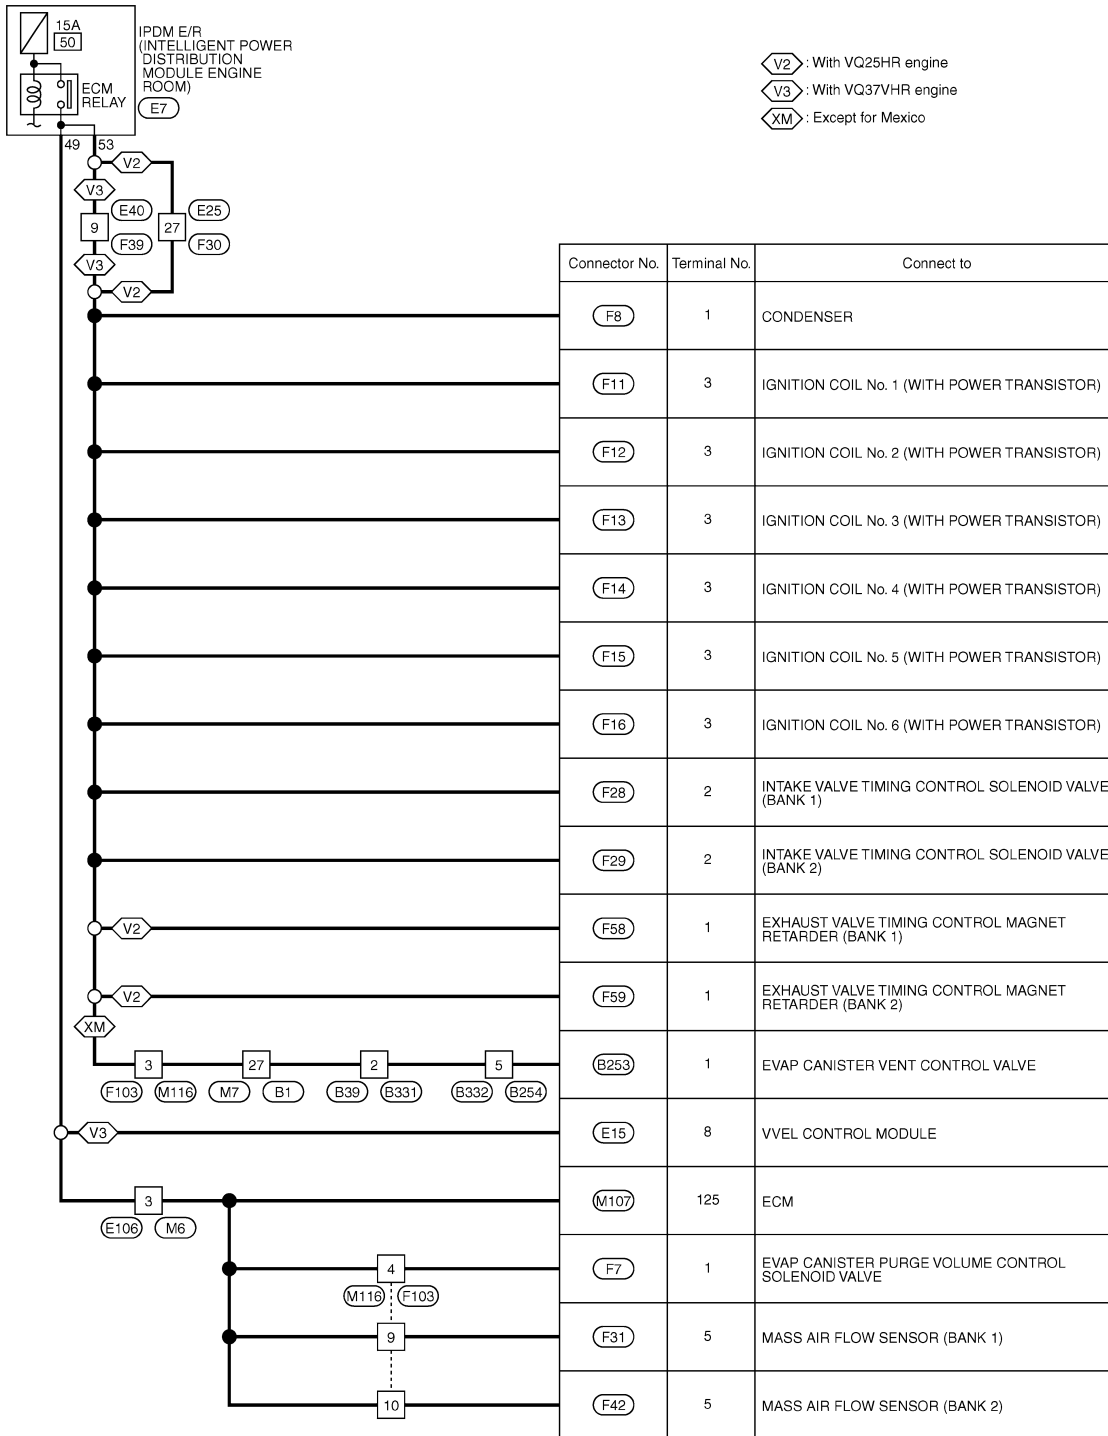 15A
50
ECM
RELAY
IPDM E/R
(INTELLIGENT POWER
DISTRIBUTION
MODULE ENGINE
ROOM)
E7
V2 : With VQ25HR engine
V3 : With VQ37VHR engine
XM : Except for Mexico
49 53
V2
V3
E40 E25
9 27
F39 F30
V3
V2
Connector No. Terminal No. Connect to
F8 1 CONDENSER
F11 3 IGNITION COIL No. 1 (WITH POWER TRANSISTOR)
F12 3 IGNITION COIL No. 2 (WITH POWER TRANSISTOR)
F13 3 IGNITION COIL No. 3 (WITH POWER TRANSISTOR)
F14 3 IGNITION COIL No. 4 (WITH POWER TRANSISTOR)
F15 3 IGNITION COIL No. 5 (WITH POWER TRANSISTOR)
F16 3 IGNITION COIL No. 6 (WITH POWER TRANSISTOR)
F28 2 INTAKE VALVE TIMING CONTROL SOLENOID VALVE
(BANK 1)
F29 2 INTAKE VALVE TIMING CONTROL SOLENOID VALVE
(BANK 2)
V2 F58 1 EXHAUST VALVE TIMING CONTROL MAGNET
RETARDER (BANK 1)
V2 F59 1 EXHAUST VALVE TIMING CONTROL MAGNET
RETARDER (BANK 2)
XM
3 27 2 5 B253 1 EVAP CANISTER VENT CONTROL VALVE
F103 M116 M7 B1 B39 B331 B332 B254
V3 E15 8 VVEL CONTROL MODULE
3 M107 125 ECM
E106 M6
4 F7 1 EVAP CANISTER PURGE VOLUME CONTROL
SOLENOID VALVE
M116 F103
9 F31 5 MASS AIR FLOW SENSOR (BANK 1)
10 F42 5 MASS AIR FLOW SENSOR (BANK 2)